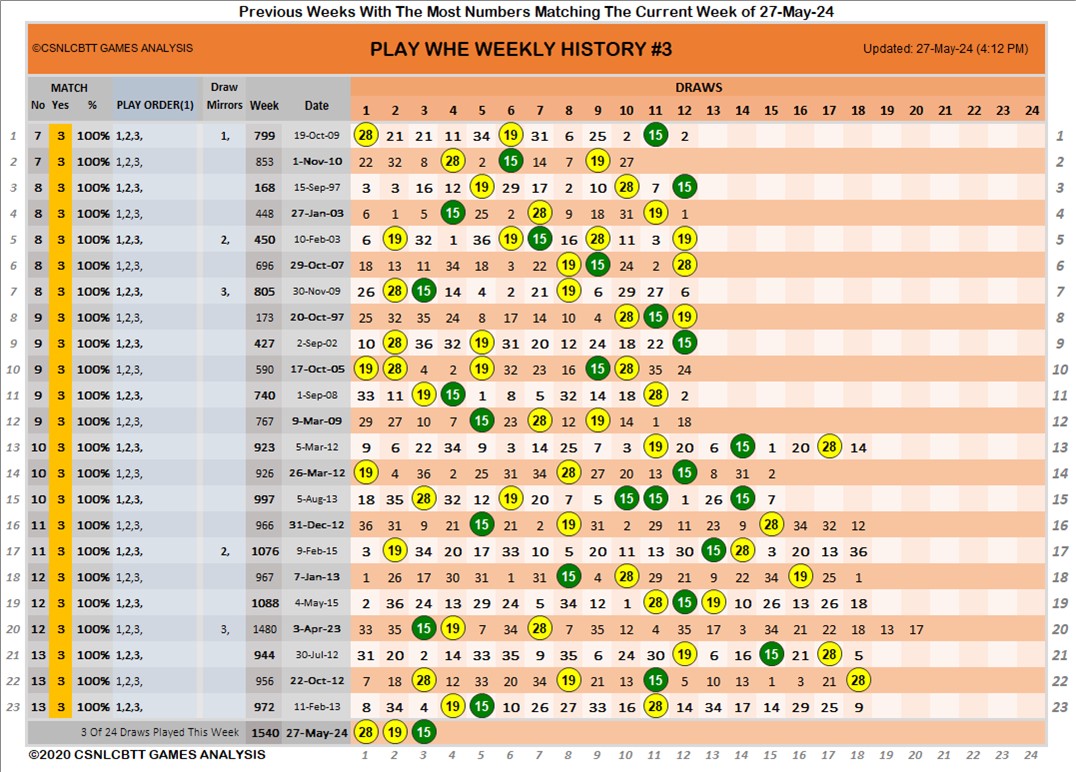 Previous Weeks With The Most Numbers Matching The Current Week of 27-May-24
©CSNLCBTT GAMES ANALYSIS PLAY WHE WEEKLY HISTORY #3 Updated: 27-May-24 (4:12 PM)
MATCH Draw DRAWS
No Yes % PLAY ORDER(1) Mirrors Week Date 1 2 3 4 5 6 7 8 9 10 11 12 13 14 15 16 17 18 19 20 21 22 23 24
1 7 3 100% 1,2,3, 1, 799 19-Oct-09 28 21 21 11 34 19 31 6 25 2 15 2 1
2 7 3 100% 1,2,3, 853 1-Nov-10 22 32 8 28 2 15 14 7 19 27 2
3 8 3 100% 1,2,3, 168 15-Sep-97 3 3 16 12 19 29 17 2 10 28 7 15 3
4 8 3 100% 1,2,3, 448 27-Jan-03 6 1 5 15 25 2 28 9 18 31 19 1 4
5 8 3 100% 1,2,3, 2, 450 10-Feb-03 6 19 32 1 36 19 15 16 28 11 3 19 5
6 8 3 100% 1,2,3, 696 29-Oct-07 18 13 11 34 18 3 22 19 15 24 2 28 6
7 8 3 100% 1,2,3, 3, 805 30-Nov-09 26 28 15 14 4 2 21 19 6 29 27 6 7
8 9 3 100% 1,2,3, 173 20-Oct-97 25 32 35 24 8 17 14 10 4 28 15 19 8
9 9 3 100% 1,2,3, 427 2-Sep-02 10 28 36 32 19 31 20 12 24 18 22 15 9
10 9 3 100% 1,2,3, 590 17-Oct-05 19 28 4 2 19 32 23 16 15 28 35 24 10
11 9 3 100% 1,2,3, 740 1-Sep-08 33 11 19 15 1 8 5 32 14 18 28 2 11
12 9 3 100% 1,2,3, 767 9-Mar-09 29 27 10 7 15 23 28 12 19 14 1 18 12
13 10 3 100% 1,2,3, 923 5-Mar-12 9 6 22 34 9 3 14 25 7 3 19 20 6 15 1 20 28 14 13
14 10 3 100% 1,2,3, 926 26-Mar-12 19 4 36 2 25 31 34 28 27 20 13 15 8 31 2 14
15 10 3 100% 1,2,3, 997 5-Aug-13 18 35 28 32 12 19 20 7 5 15 15 1 26 15 7 15
16 11 3 100% 1,2,3, 966 31-Dec-12 36 31 9 21 15 21 2 19 31 2 29 11 23 9 28 34 32 12 16
17 11 3 100% 1,2,3, 2, 1076 9-Feb-15 3 19 34 20 17 33 10 5 20 11 13 30 15 28 3 20 13 36 17
18 12 3 100% 1,2,3, 967 7-Jan-13 1 26 17 30 31 1 31 15 4 28 29 21 9 22 34 19 25 1 18
19 12 3 100% 1,2,3, 1088 4-May-15 2 36 24 13 29 24 5 34 12 1 28 15 19 10 26 13 26 18 19
20 12 3 100% 1,2,3, 3, 1480 3-Apr-23 33 35 15 19 7 34 28 7 35 12 4 35 17 3 34 16 21 22 18 13 17 20
21 13 3 100% 1,2,3, 944 30-Jul-12 31 20 2 14 33 35 9 35 6 24 30 19 6 16 15 21 28 5 21
22 13 3 100% 1,2,3, 956 22-Oct-12 7 18 28 12 33 20 34 19 21 13 15 5 10 13 1 3 21 28 22
23 13 3 100% 1,2,3, 972 11-Feb-13 8 34 4 19 15 10 26 27 33 16 28 14 34 17 14 29 25 9 23
3 Of 24 Draws Played This Week 1540 27-May-24 28 19 15
©2020 CSNLCBTT GAMES ANALYSIS 1 2 3 4 5 6 7 8 9 10 11 12 13 14 15 16 17 18 19 20 21 22 23 24